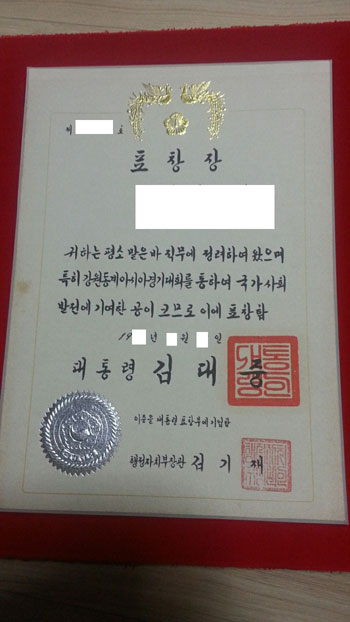 제 호
표창장
귀하는 평소 맡은바 직무에 정려하여 왔으며
특히 강원동계아시아경기대회를 통하여 국가사회
발전에 기여한 공이 크므로 이에 표창함
19 년 월 일
대통령 김대중
이 증을 대통령 표창부에 기입함
행정자치부장관 김기재